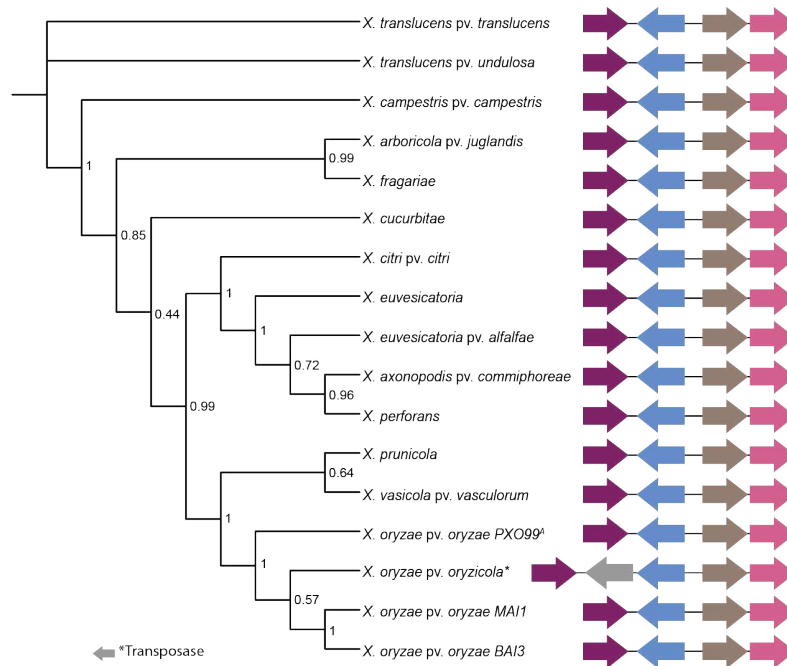 X. translucens pv. translucens
X. translucens pv. undulosa
X. campestris pv. campestris
1
X. arboricola pv. juglandis
0.99
X. fragariae
X. cucurbitae
0.85
X. citri pv. citri
1
X. euvesicatoria
0.44
1
X. euvesicatoria pv. alfalfae
0.72
X. axonopodis pv. commiphoreae
0.96
0.99
X. perforans
X. prunicola
0.64
X. vasicola pv. vasculorum
1
X. oryzae pv. oryzae PXO99ᴬ
1
X. oryzae pv. oryzicola*
0.57
X. oryzae pv. oryzae MAI1
1
X. oryzae pv. oryzae BAI3
*Transposase